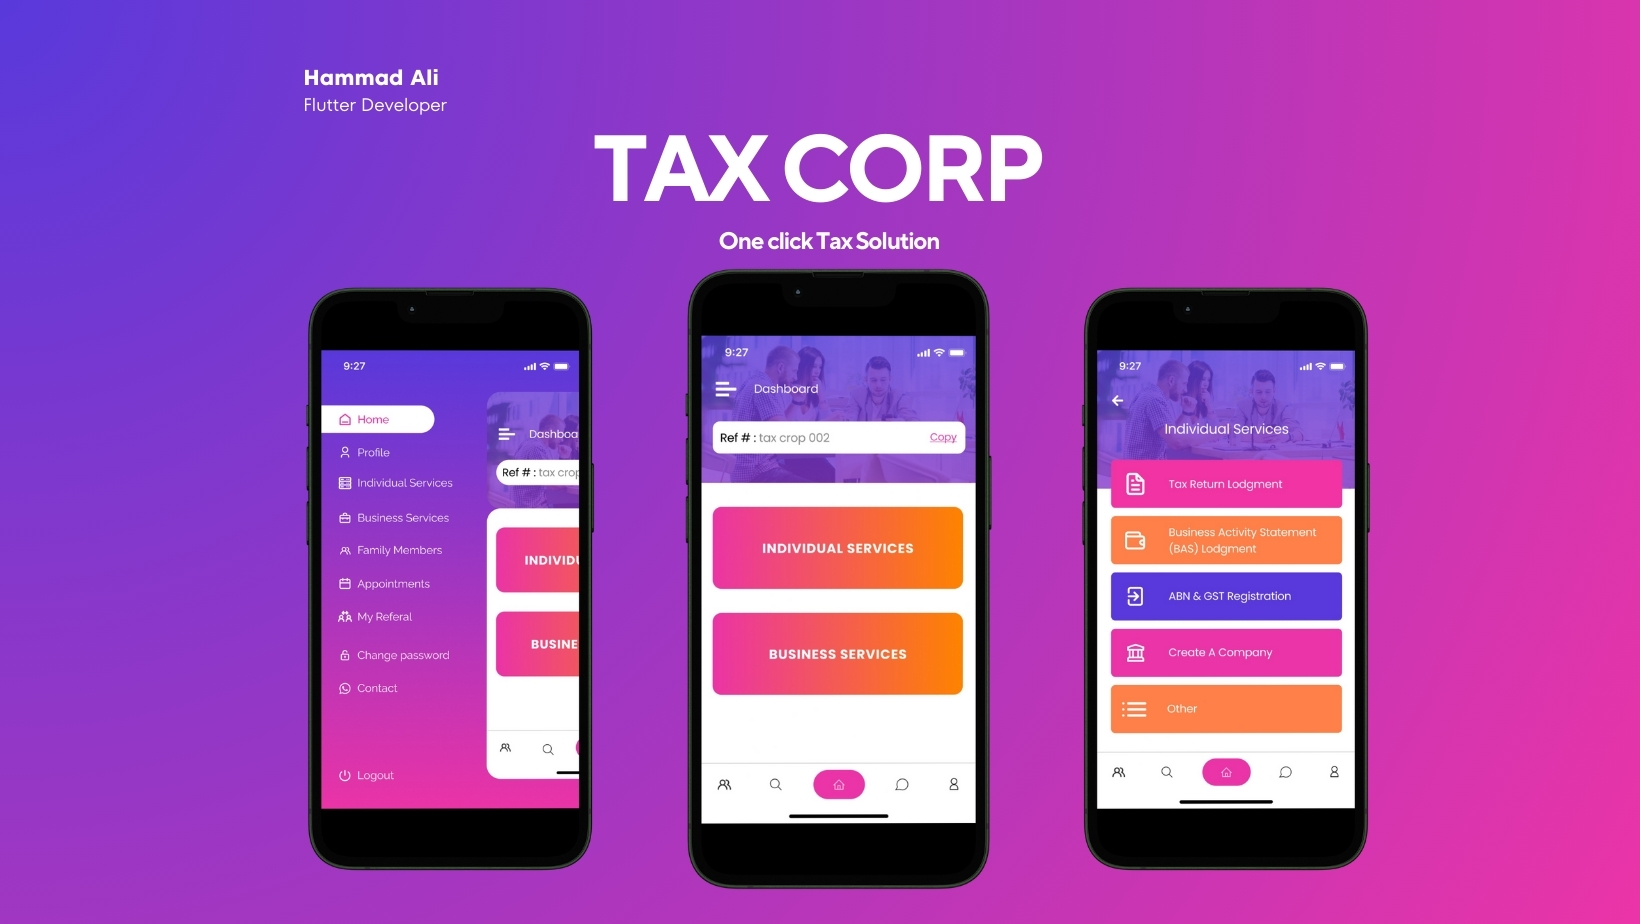 Hammad Ali
Flutter Developer
TAX CORP
One click Tax Solution
9:27
Home
Profile
Individual Services
Business Services
Family Members
Appointments
My Referal
Change password
Contact
Logout
Dashboa
Ref # : tax crop
INDIVIDU
BUSINE
9:27
Dashboard
Ref # : tax crop 002
Copy
INDIVIDUAL SERVICES
BUSINESS SERVICES
9:27
Individual Services
Tax Return Lodgment
Business Activity Statement
(BAS) Lodgment
ABN & GST Registration
Create A Company
Other